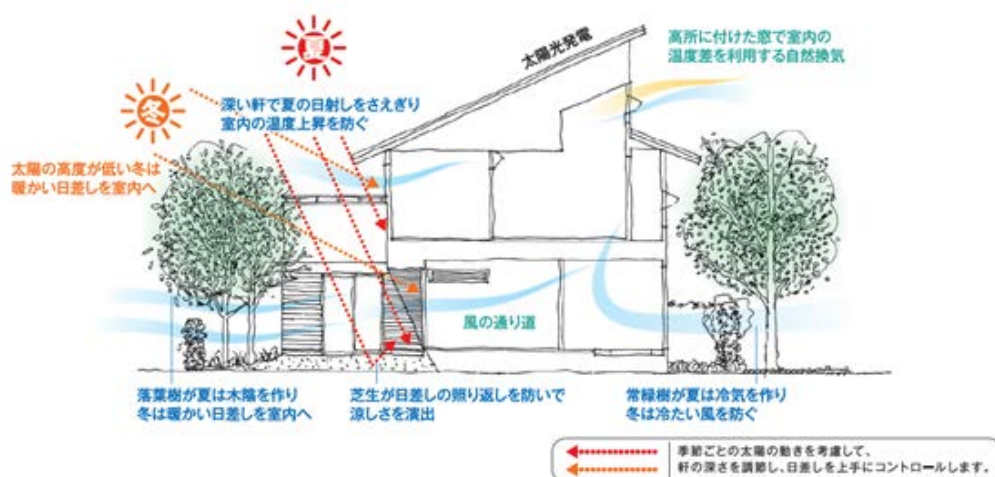 夏
太陽光発電
高所に付けた窓で室内の
温度差を利用する自然換気
冬
深い軒で夏の日射しをさえぎり
室内の温度上昇を防ぐ
太陽の高度が低い冬は
暖かい日差しを室内へ
風の通り道
落葉樹が夏は木陰を作り
冬は暖かい日差しを室内へ
芝生が日差しの照り返しを防いで
涼しさを演出
常緑樹が夏は冷気を作り
冬は冷たい風を防ぐ
季節ごとの太陽の動きを考慮して、
軒の深さを調節し、日差しを上手にコントロールします。